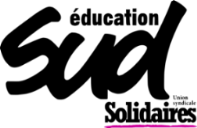 éducation
Sud
Union
syndicale
Solidaires